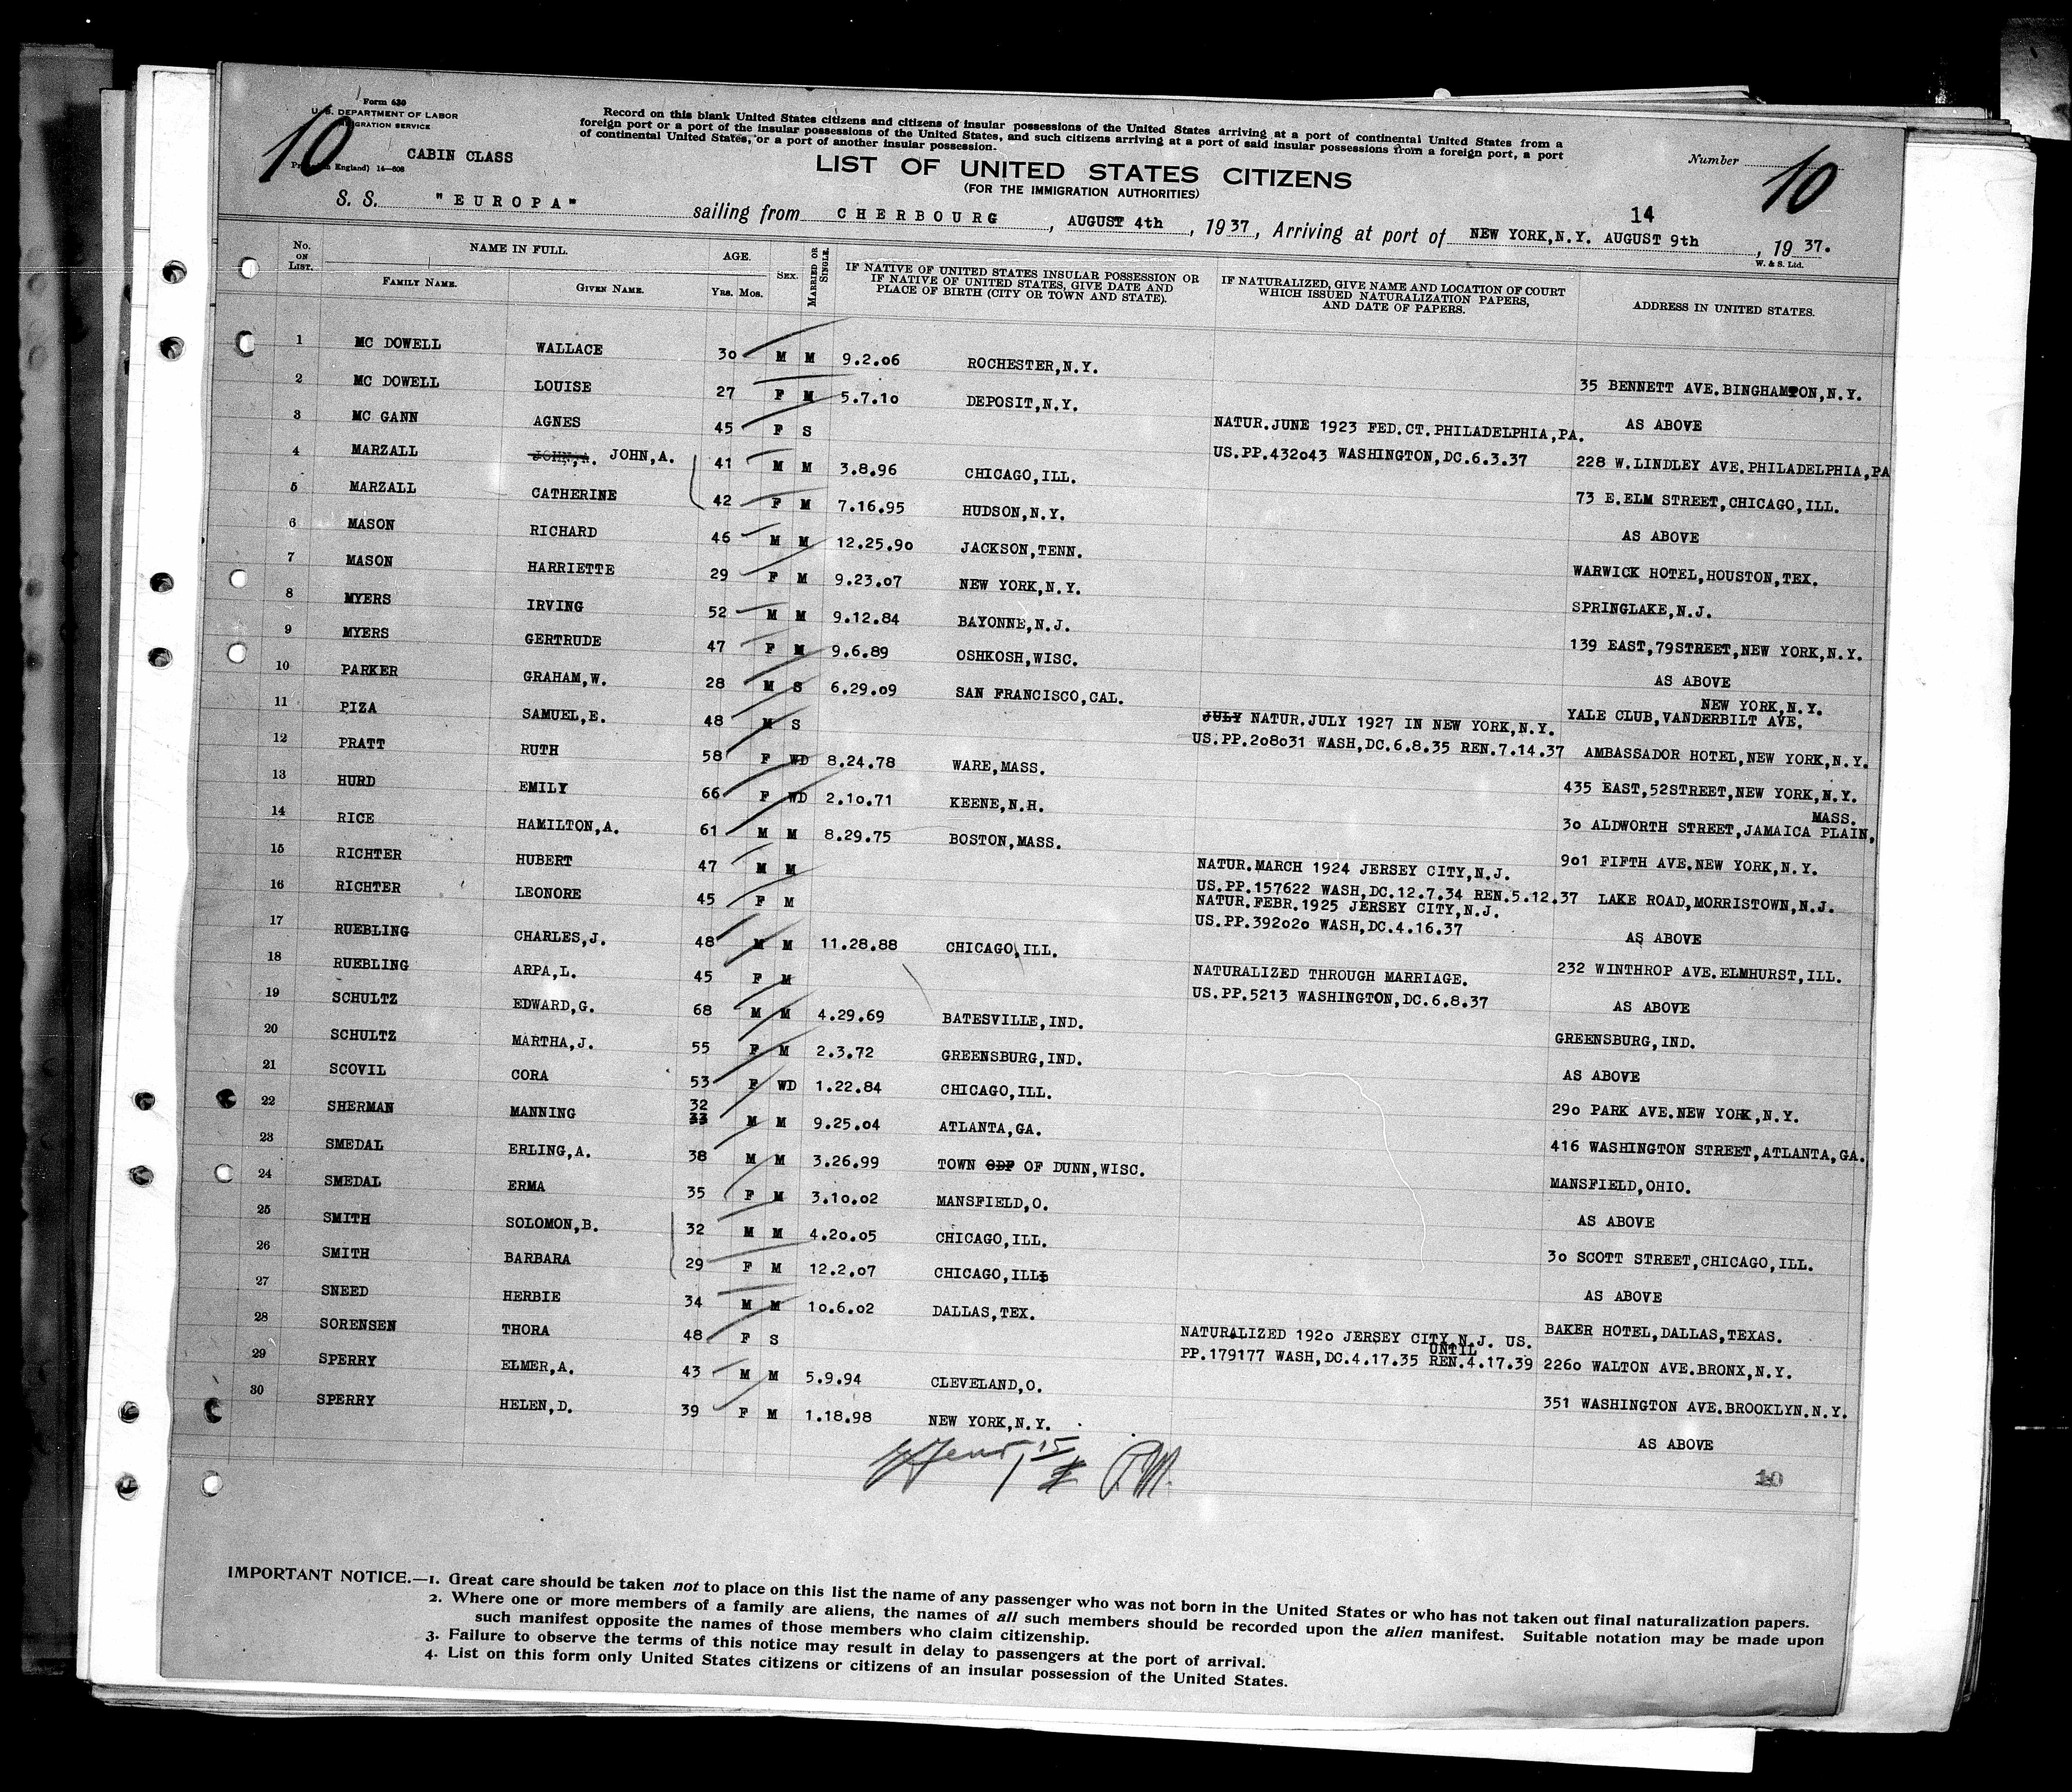 Form 630
U. S. DEPARTMENT OF LABOR
IMMIGRATION SERVICE
(Printed in England) 14—608
10
CABIN CLASS
Record on this blank United States citizens and citizens of insular possessions of the United States arriving at a port of continental United States from a
foreign port or a port of the insular possessions of the United States, and such citizens arriving at a port of said insular possessions from a foreign port, a port
of continental United States, or a port of another insular possession.
Number 10
LIST OF UNITED STATES CITIZENS
(FOR THE IMMIGRATION AUTHORITIES)
14
S. S. "EUROPA" sailing from CHERBOURG, AUGUST 4th, 1937, Arriving at port of NEW YORK,N.Y. AUGUST 9th, 1937.
W. & S. Ltd.
No. ON LIST. NAME IN FULL. AGE. SEX. MARRIED OR SINGLE. IF NATIVE OF UNITED STATES INSULAR POSSESSION OR IF NATIVE OF UNITED STATES, GIVE DATE AND PLACE OF BIRTH (CITY OR TOWN AND STATE). IF NATURALIZED, GIVE NAME AND LOCATION OF COURT WHICH ISSUED NATURALIZATION PAPERS, AND DATE OF PAPERS. ADDRESS IN UNITED STATES.
FAMILY NAME. GIVEN NAME. Yrs. Mos.
1 MC DOWELL WALLACE 30 M M 9.2.06 ROCHESTER,N.Y. 35 BENNETT AVE.BINGHAMPTON,N.Y.
2 MC DOWELL LOUISE 27 F M 5.7.10 DEPOSIT,N.Y. AS ABOVE
3 MC GANN AGNES 45 F S NATUR.JUNE 1923 FED.CT.PHILADELPHIA,PA.
US.PP.432043 WASHINGTON,DC.6.3.37 228 W.LINDLEY AVE.PHILADELPHIA,PA
4 MARZALL JOHN,A. JOHN,A. 41 M M 3.8.96 CHICAGO,ILL. 73 E.ELM STREET,CHICAGO,ILL.
5 MARZALL CATHERINE 42 F M 7.16.95 HUDSON,N.Y. AS ABOVE
6 MASON RICHARD 46 M M 12.25.90 JACKSON,TENN. WARWICK HOTEL,HOUSTON,TEX.
7 MASON HARRIETTE 29 F M 9.23.07 NEW YORK,N.Y. SPRINGLAKE,N.J.
8 MYERS IRVING 52 M M 9.12.84 BAYONNE,N.J. 139 EAST,79STREET,NEW YORK,N.Y.
9 MYERS GERTRUDE 47 F M 9.6.89 OSHKOSH,WISC. AS ABOVE
10 PARKER GRAHAM,W. 28 M S 6.29.09 SAN FRANCISCO,CAL. NEW YORK,N.Y.
YALE CLUB,VANDERBILT AVE.
11 PIZA SAMUEL,E. 48 M S JULY NATUR.JULY 1927 IN NEW YORK,N.Y.
US.PP.208031 WASH,DC.6.8.35 REN.7.14.37 AMBASSADOR HOTEL,NEW YORK,N.Y.
12 PRATT RUTH 58 F WD 8.24.78 WARE,MASS. 435 EAST,52STREET,NEW YORK,N.Y.
13 HURD EMILY 66 F WD 2.10.71 KEENE,N.H. MASS.
30 ALDWORTH STREET,JAMAICA PLAIN,
14 RICE HAMILTON,A. 61 M M 8.29.75 BOSTON,MASS. 901 FIFTH AVE.NEW YORK,N.Y.
15 RICHTER HUBERT 47 M M NATUR.MARCH 1924 JERSEY CITY,N.J.
US.PP.157622 WASH,DC.12.7.34 REN.5.12.37 LAKE ROAD,MORRISTOWN,N.J.
16 RICHTER LEONORE 45 F M NATUR.FEBR.1925 JERSEY CITY,N.J.
US.PP.392020 WASH,DC.4.16.37 AS ABOVE
17 RUEBLING CHARLES,J. 48 M M 11.28.88 CHICAGO,ILL. 232 WINTHROP AVE.ELMHURST,ILL.
18 RUEBLING ARPA,L. 45 F M NATURALIZED THROUGH MARRIAGE.
US.PP.5213 WASHINGTON,DC.6.8.37 AS ABOVE
19 SCHULTZ EDWARD,G. 68 M M 4.29.69 BATESVILLE,IND. GREENSBURG,IND.
20 SCHULTZ MARTHA,J. 55 F M 2.3.72 GREENSBURG,IND. AS ABOVE
21 SCOVIL CORA 53 F WD 1.22.84 CHICAGO,ILL. 290 PARK AVE.NEW YORK,N.Y.
22 SHERMAN MANNING 32 33 M M 9.25.04 ATLANTA,GA. 416 WASHINGTON STREET,ATLANTA,GA.
23 SMEDAL ERLING,A. 38 M M 3.26.99 TOWN ODF OF DUNN,WISC. MANSFIELD,OHIO.
24 SMEDAL ERMA 35 F M 3.10.02 MANSFIELD,O. AS ABOVE
25 SMITH SOLOMON,B. 32 M M 4.20.05 CHICAGO,ILL. 30 SCOTT STREET,CHICAGO,ILL.
26 SMITH BARBARA 29 F M 12.2.07 CHICAGO,ILL. AS ABOVE
27 SNEED HERBIE 34 M M 10.6.02 DALLAS,TEX. BAKER HOTEL,DALLAS,TEXAS.
28 SORENSEN THORA 48 F S NATURALIZED 1920 JERSEY CITY,N.J. US.
UNTIL
PP.179177 WASH,DC.4.17.35 REN.4.17.39 2260 WALTON AVE.BRONX,N.Y.
29 SPERRY ELMER,A. 43 M M 5.9.94 CLEVELAND,O. 351 WASHINGTON AVE.BROOKLYN.N.Y.
30 SPERRY HELEN,D. 39 F M 1.18.98 NEW YORK,N.Y. AS ABOVE
10
IMPORTANT NOTICE.—1. Great care should be taken not to place on this list the name of any passenger who was not born in the United States or who has not taken out final naturalization papers.
2. Where one or more members of a family are aliens, the names of all such members should be recorded upon the alien manifest. Suitable notation may be made upon
such manifest opposite the names of those members who claim citizenship.
3. Failure to observe the terms of this notice may result in delay to passengers at the port of arrival.
4. List on this form only United States citizens or citizens of an insular possession of the United States.